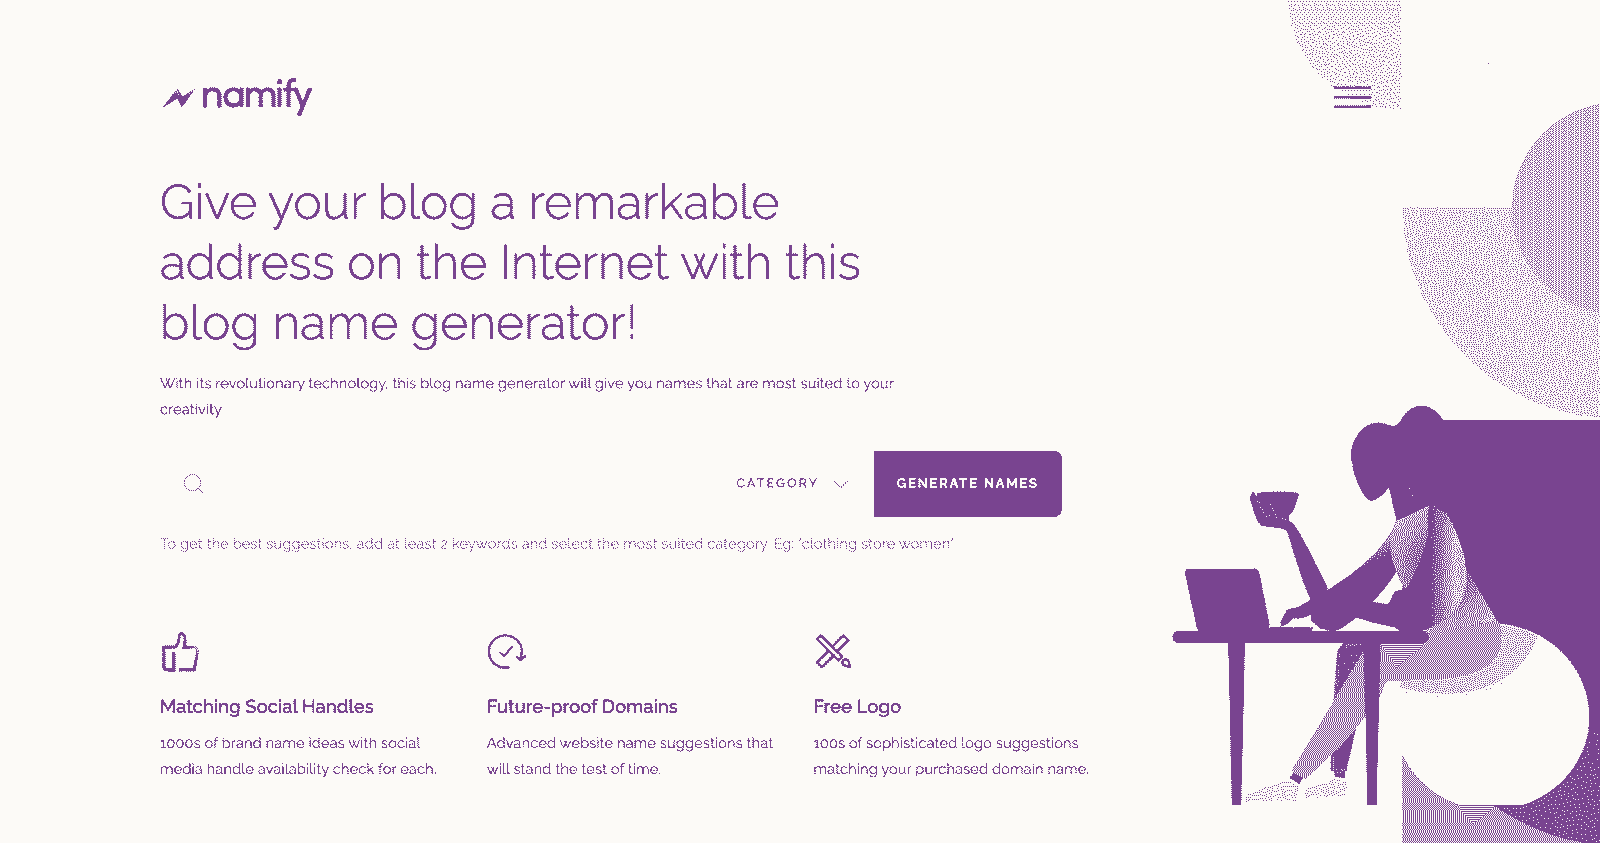 namify
Give your blog a remarkable
address on the Internet with this
blog name generator!
With its revolutionary technology, this blog name generator will give you names that are most suited to your
creativity
CATEGORY
GENERATE NAMES
To get the best suggestions, add at least 2 keywords and select the most suited category. Eg: "clothing store women"
Matching Social Handles
Future-proof Domains
Free Logo
1000s of brand name ideas with social
media handle availability check for each.
Advanced website name suggestions that
will stand the test of time.
100s of sophisticated logo suggestions
matching your purchased domain name.